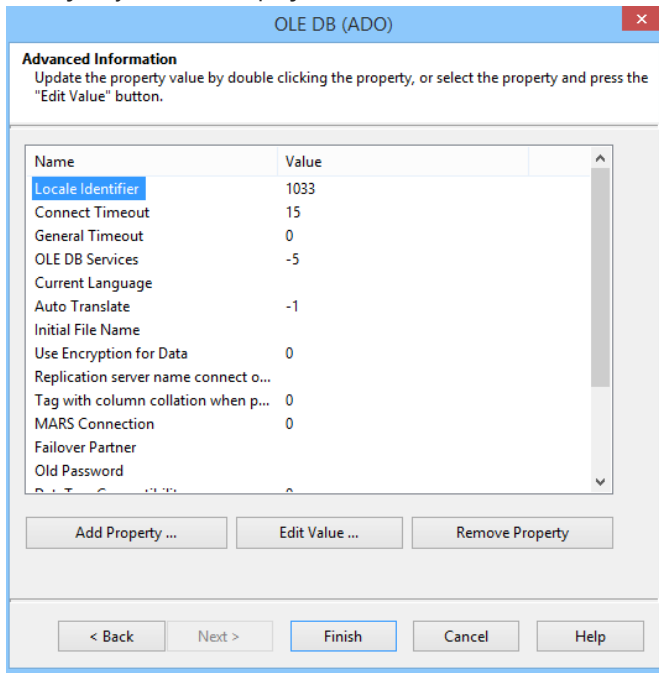 OLE DB (ADO)
Advanced Information
Update the property value by double clicking the property, or select the property and press the
"Edit Value" button.
Name Value
Locale Identifier 1033
Connect Timeout 15
General Timeout 0
OLE DB Services -5
Current Language
Auto Translate -1
Initial File Name
Use Encryption for Data 0
Replication server name connect o...
Tag with column collation when p... 0
MARS Connection 0
Failover Partner
Old Password
Add Property ... Edit Value ... Remove Property
< Back Next > Finish Cancel Help